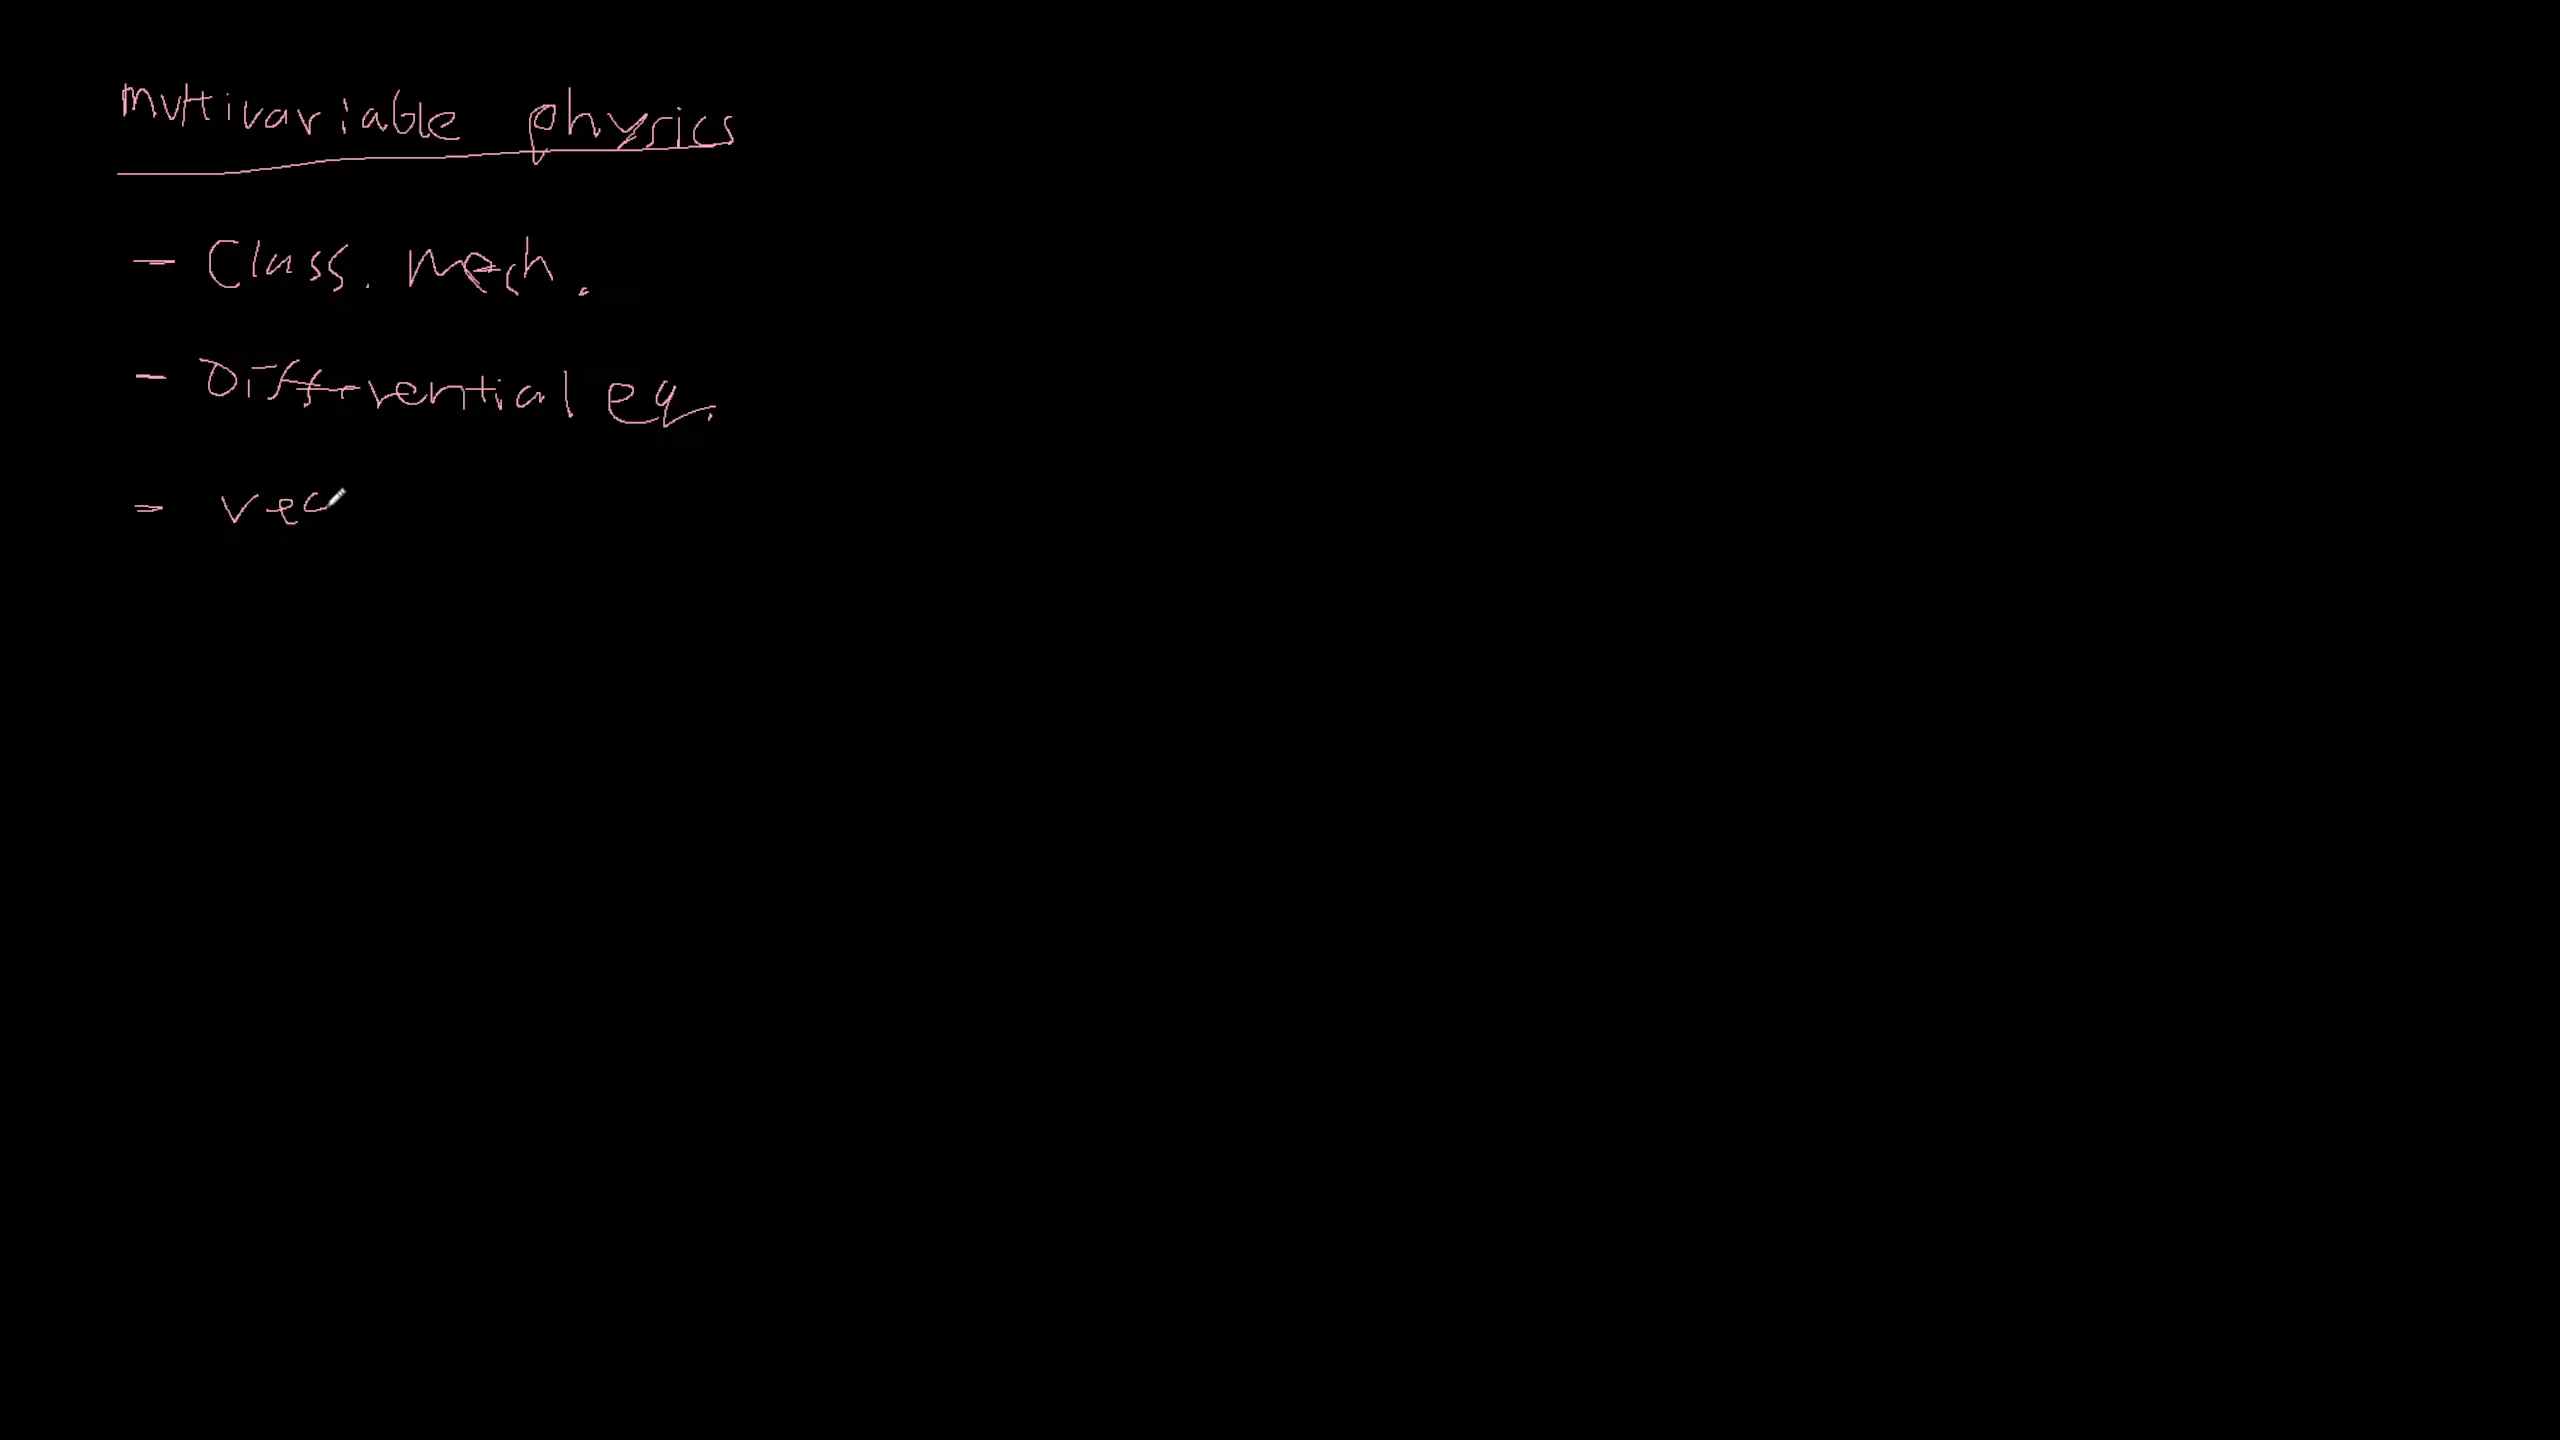 multivariable physics
- Class. Mech.
- Differential eq.
- vec